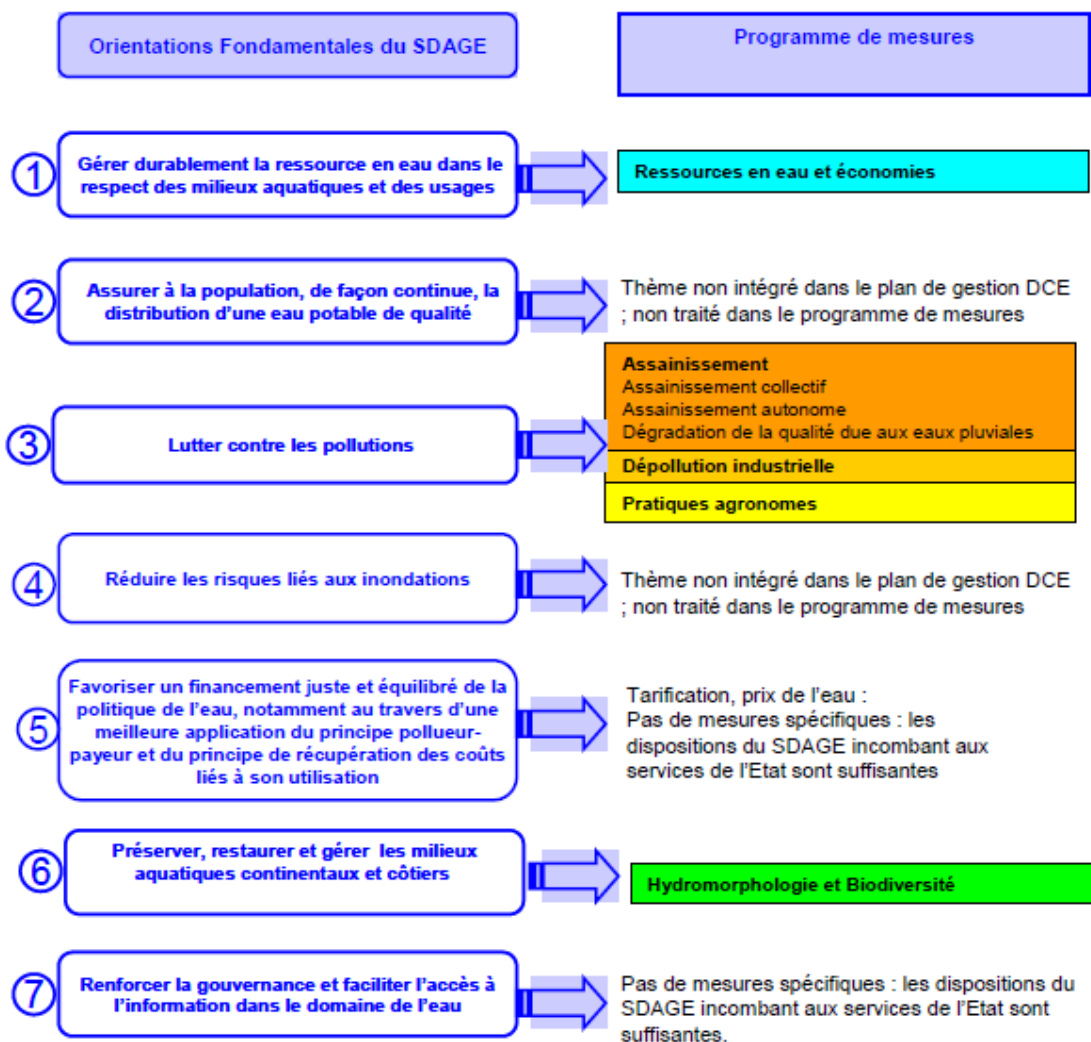 Orientations Fondamentales du SDAGE
Programme de mesures
1
Gérer durablement la ressource en eau dans le
respect des milieux aquatiques et des usages
Ressources en eau et économies
2
Assurer à la population, de façon continue, la
distribution d'une eau potable de qualité
Thème non intégré dans le plan de gestion DCE
; non traité dans le programme de mesures
3
Lutter contre les pollutions
Assainissement
Assainissement collectif
Assainissement autonome
Dégradation de la qualité due aux eaux pluviales
Dépollution industrielle
Pratiques agronomes
4
Réduire les risques liés aux inondations
Thème non intégré dans le plan de gestion DCE
; non traité dans le programme de mesures
5
Favoriser un financement juste et équilibré de la
politique de l'eau, notamment au travers d'une
meilleure application du principe pollueur-
payeur et du principe de récupération des coûts
liés à son utilisation
Tarification, prix de l'eau :
Pas de mesures spécifiques : les
dispositions du SDAGE incombant aux
services de l'Etat sont suffisantes
6
Préserver, restaurer et gérer les milieux
aquatiques continentaux et côtiers
Hydromorphologie et Biodiversité
7
Renforcer la gouvernance et faciliter l'accès à
l'information dans le domaine de l'eau
Pas de mesures spécifiques : les dispositions du
SDAGE incombant aux services de l'Etat sont
suffisantes.